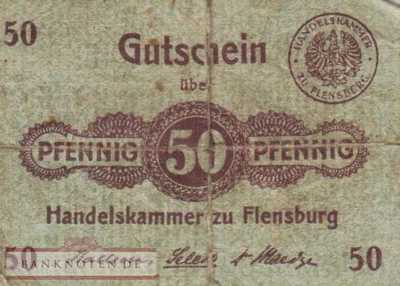 50
Gutschein
über
HANDELSKAMMER
ZU FLENSBURG.
PFENNIG 50 PFENNIG
Handelskammer zu Flensburg
50 50
BANKNOTEN.DE